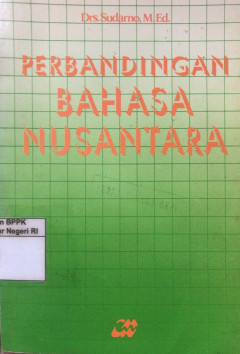 Drs. Sudarno, M. Ed.
PERBANDINGAN
BAHASA
NUSANTARA
n BPPK
r Negeri RI